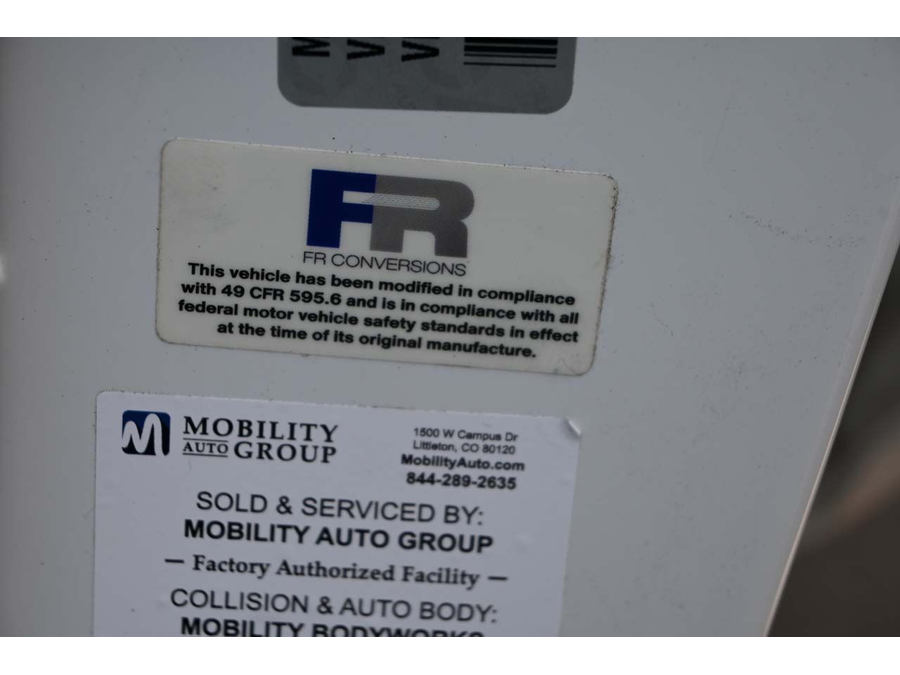 FR
FR CONVERSIONS
This vehicle has been modified in compliance
with 49 CFR 595.6 and is in compliance with all
federal motor vehicle safety standards in effect
at the time of its original manufacture.
M
MOBILITY
AUTO GROUP
1500 W Campus Dr
Littleton, CO 80120
MobilityAuto.com
844-289-2635
SOLD & SERVICED BY:
MOBILITY AUTO GROUP
— Factory Authorized Facility —
COLLISION & AUTO BODY:
MOBILITY BODYWORKS